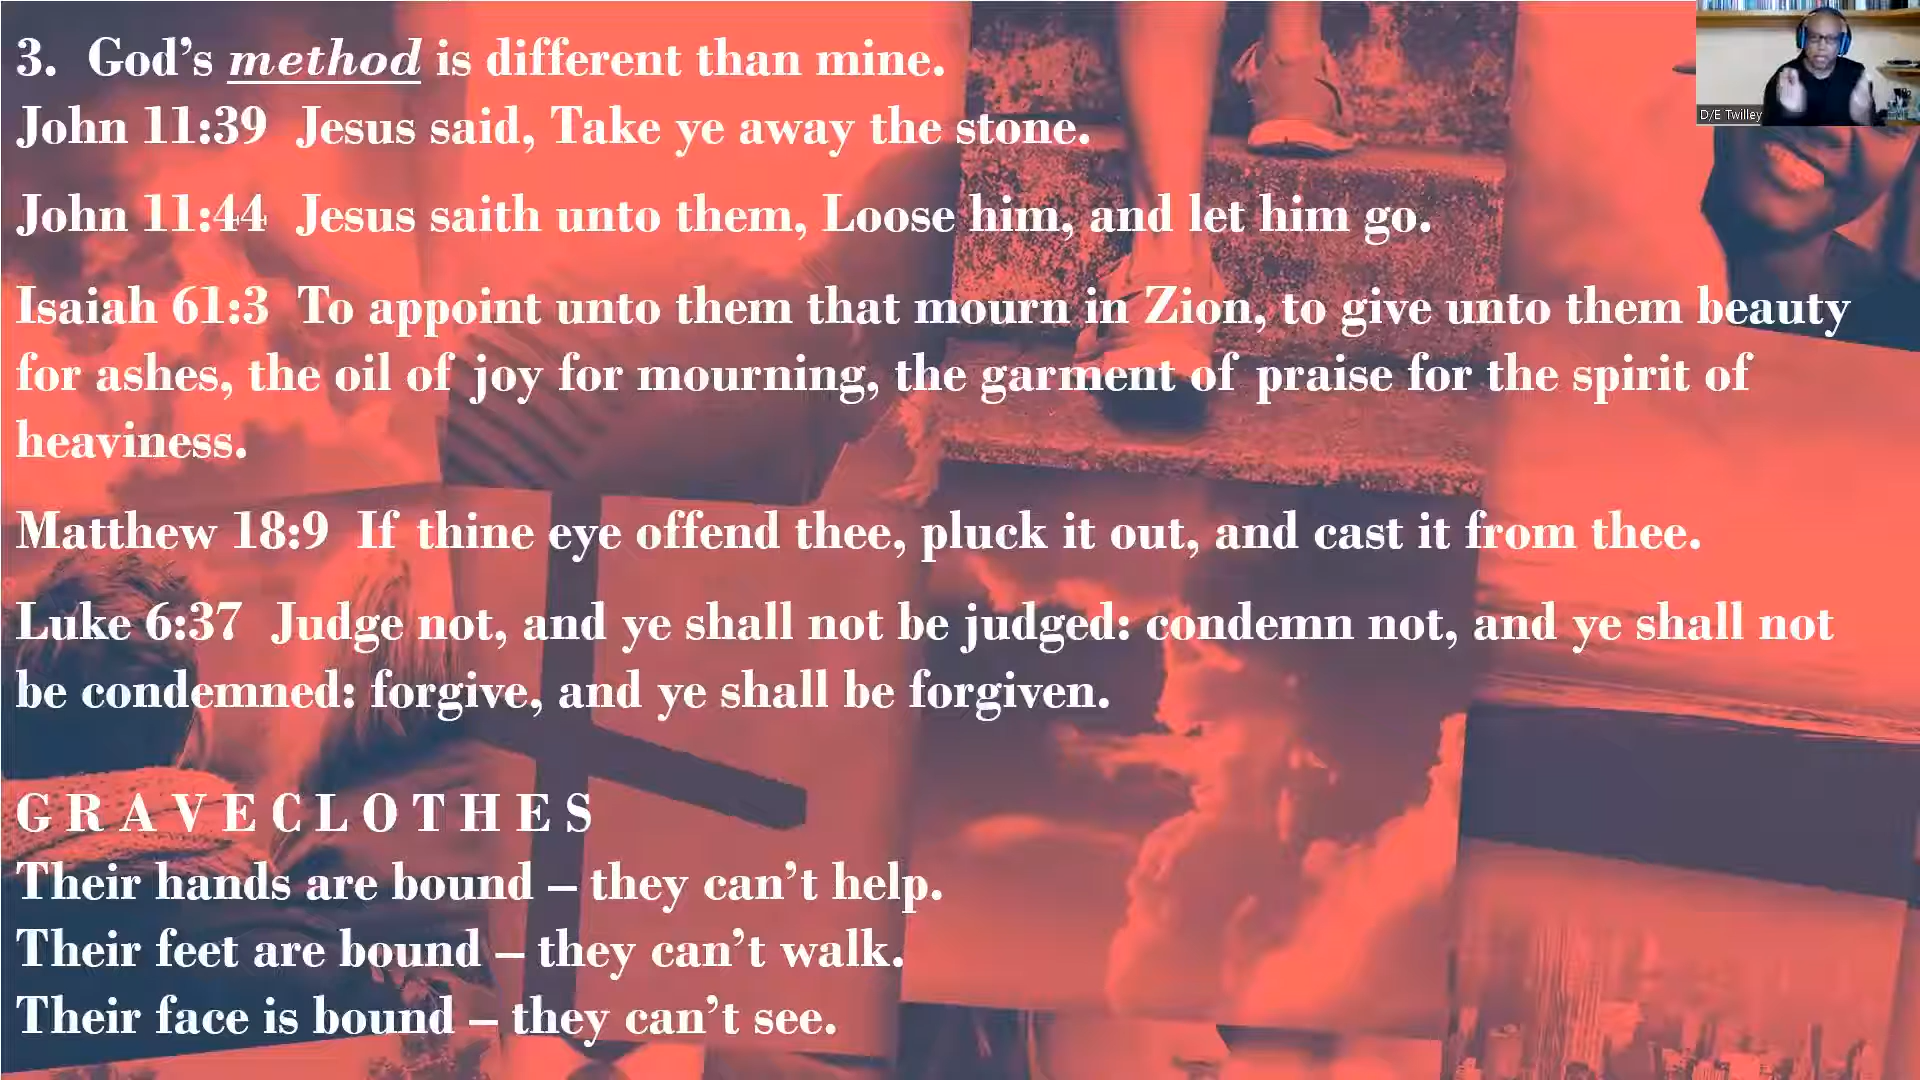 3. God’s method is different than mine.
John 11:39 Jesus said, Take ye away the stone.
John 11:44 Jesus saith unto them, Loose him, and let him go.
Isaiah 61:3 To appoint unto them that mourn in Zion, to give unto them beauty
for ashes, the oil of joy for mourning, the garment of praise for the spirit of
heaviness.
Matthew 18:9 If thine eye offend thee, pluck it out, and cast it from thee.
Luke 6:37 Judge not, and ye shall not be judged: condemn not, and ye shall not
be condemned: forgive, and ye shall be forgiven.
G R A V E C L O T H E S
Their hands are bound – they can’t help.
Their feet are bound – they can’t walk.
Their face is bound – they can’t see.
D/E Twilley